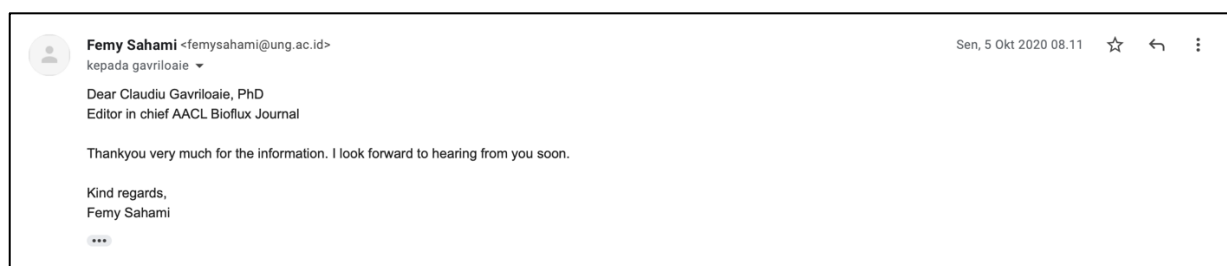 Femy Sahami <femysahami@ung.ac.id>
Sen, 5 Okt 2020 08.11
kepada gavriloaie
Dear Claudiu Gavriloaie, PhD
Editor in chief AACL Bioflux Journal
Thankyou very much for the information. I look forward to hearing from you soon.
Kind regards,
Femy Sahami